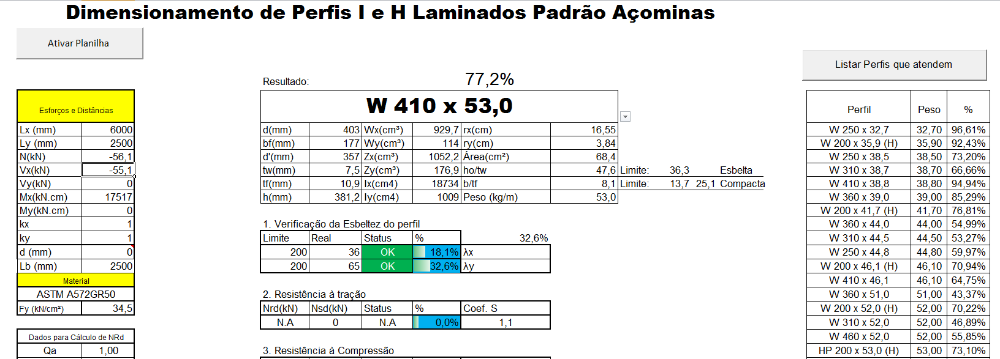 Dimensionamento de Perfis I e H Laminados Padrão Açominas
Ativar Planilha
Listar Perfis que atendem
Resultado: 77,2%
W 410 x 53,0
Esforços e Distâncias
Lx (mm) 6000
Ly (mm) 2500
N(kN) -56,1
Vx(kN) -55,1
Vy(kN) 0
Mx(kN.cm) 17517
My(kN.cm) 0
kx 1
ky 1
d (mm) 0
Lb (mm) 2500
Material
ASTM A572GR50
Fy (kN/cm²) 34,5
Dados para Cálculo de NRd
Qa 1,00
d(mm) 403 Wx(cm³) 929,7 rx(cm) 16,55
bf(mm) 177 Wy(cm³) 114 ry(cm) 3,84
d'(mm) 357 Zx(cm³) 1052,2 Área(cm²) 68,4
tw(mm) 7,5 Zy(cm³) 176,9 ho/tw 47,6 Limite: 36,3 Esbelta
tf(mm) 10,9 Ix(cm4) 18734 b/tf 8,1 Limite: 13,7 25,1 Compacta
h(mm) 381,2 Iy(cm4) 1009 Peso (kg/m) 53,0
1. Verificação da Esbeltez do perfil
Limite Real Status % 32,6%
200 36 OK 18,1% λx
200 65 OK 32,6% λy
2. Resistência à tração
Nrd(kN) Nsd(kN) Status % Coef. S
N.A 0 N.A 0,0% 1,1
3. Resistência à Compressão
Perfil Peso %
W 250 x 32,7 32,70 96,61%
W 200 x 35,9 (H) 35,90 92,43%
W 250 x 38,5 38,50 73,20%
W 310 x 38,7 38,70 66,66%
W 410 x 38,8 38,80 94,94%
W 360 x 39,0 39,00 85,29%
W 200 x 41,7 (H) 41,70 76,81%
W 360 x 44,0 44,00 54,99%
W 310 x 44,5 44,50 53,27%
W 250 x 44,8 44,80 59,97%
W 200 x 46,1 (H) 46,10 70,94%
W 410 x 46,1 46,10 64,75%
W 360 x 51,0 51,00 43,37%
W 200 x 52,0 (H) 52,00 70,22%
W 310 x 52,0 52,00 46,89%
W 460 x 52,0 52,00 55,85%
HP 200 x 53,0 (H) 53,00 73,10%